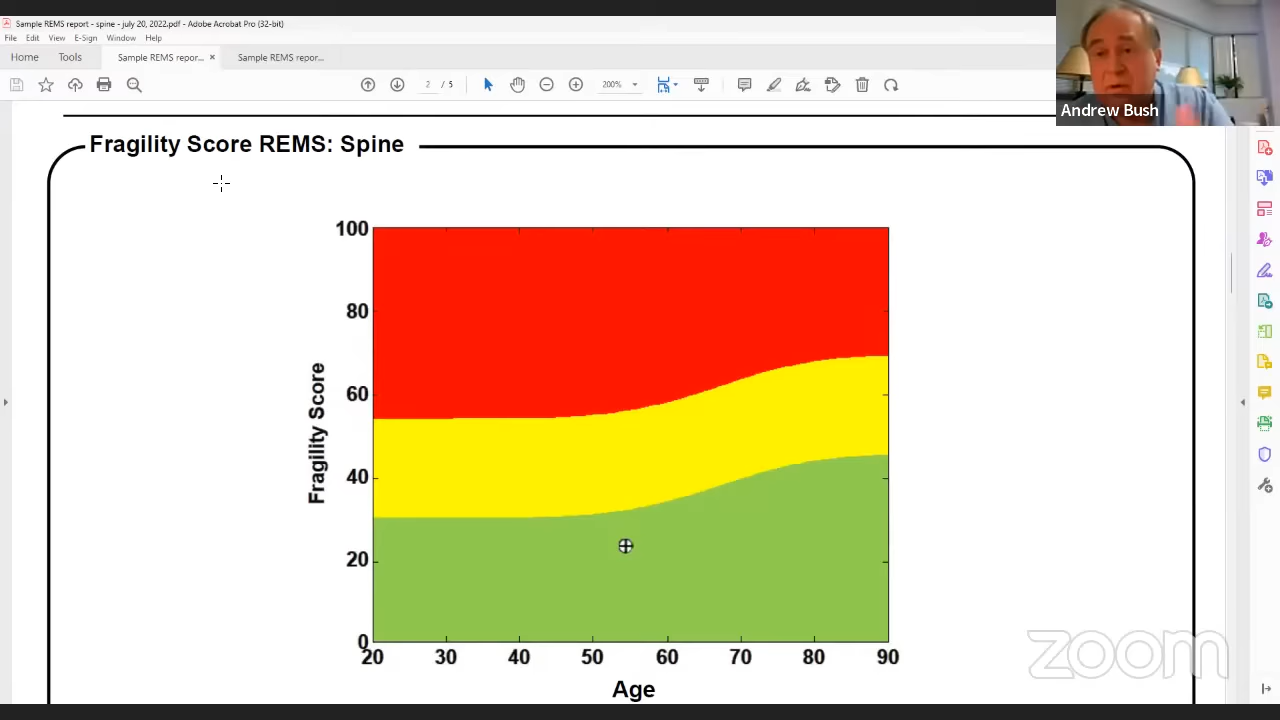 Sample REMS report - spine - july 20, 2022.pdf - Adobe Acrobat Pro (32-bit)
File Edit View E-Sign Window Help
Home Tools Sample REMS repor... × Sample REMS repor...
2 / 5 200%
Andrew Bush
Fragility Score REMS: Spine
100
80
60
40
20
0
Fragility Score
20 30 40 50 60 70 80 90
Age
zoom